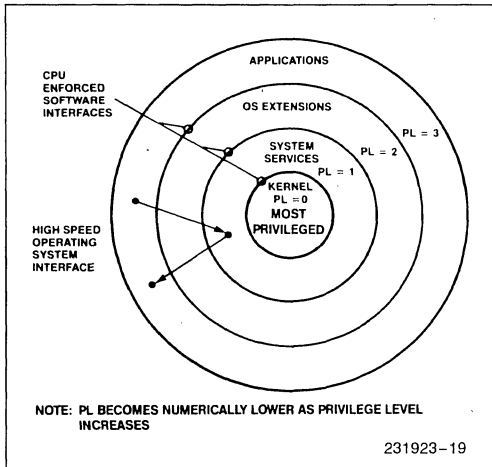 APPLICATIONS
CPU
ENFORCED
SOFTWARE
INTERFACES
OS EXTENSIONS
PL = 3
SYSTEM
SERVICES
PL = 2
PL = 1
KERNEL
PL = 0
MOST
PRIVILEGED
HIGH SPEED
OPERATING
SYSTEM
INTERFACE
NOTE: PL BECOMES NUMERICALLY LOWER AS PRIVILEGE LEVEL
INCREASES
231923–19